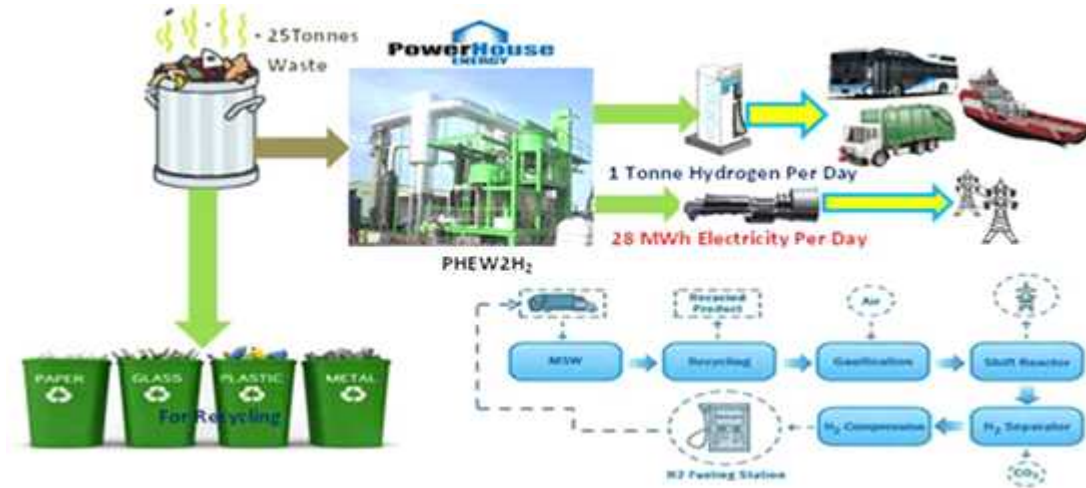 - 25Tonnes
Waste
PowerHouse
ENERGY
PHEW2H₂
1 Tonne Hydrogen Per Day
28 MWh Electricity Per Day
PAPER
GLASS
PLASTIC
METAL
For Recycling
Recycled
Product
Air
MSW
Recycling
Gasification
Shift Reactor
H₂ Compression
H₂ Separator
H2 Fueling Station
CO₂